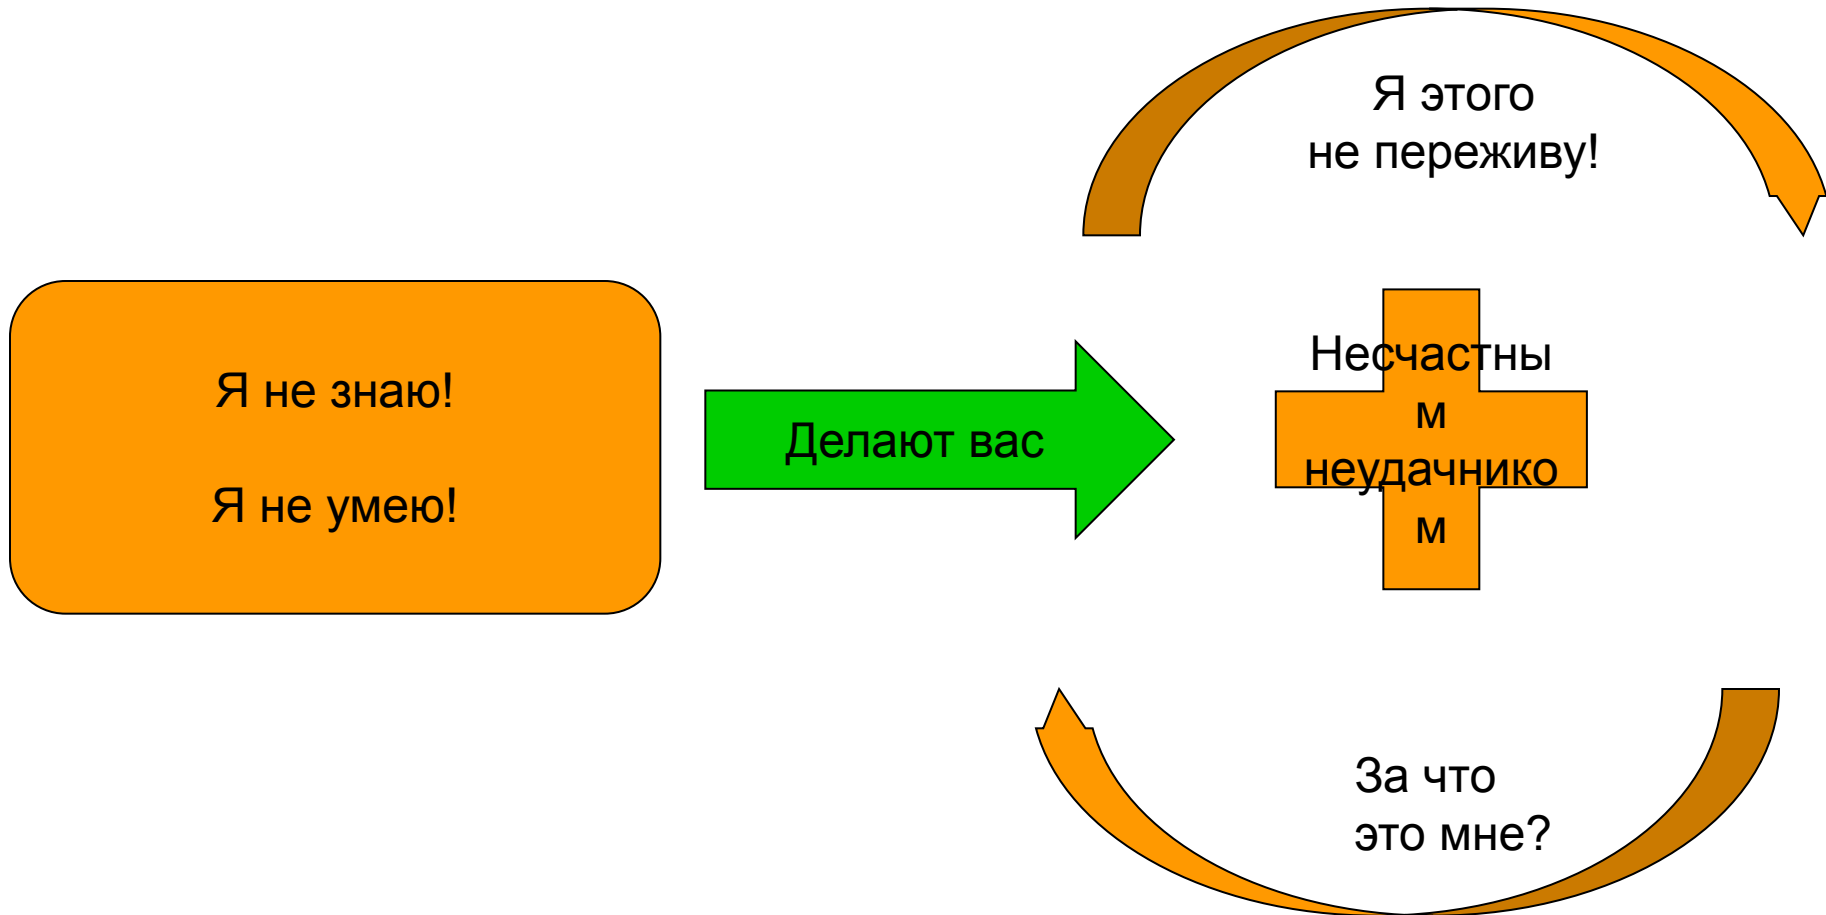 Я этого
не переживу!
Я не знаю!
Я не умею!
Делают вас
Несчастны
м
неудачнико
м
За что
это мне?